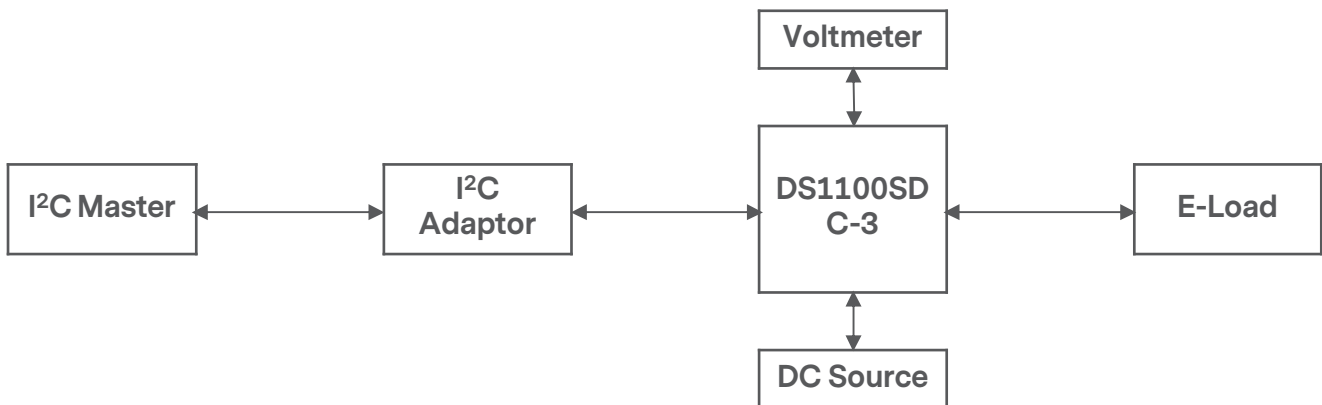 Voltmeter
I²C Master
I²C
Adaptor
DS1100SD
C-3
E-Load
DC Source